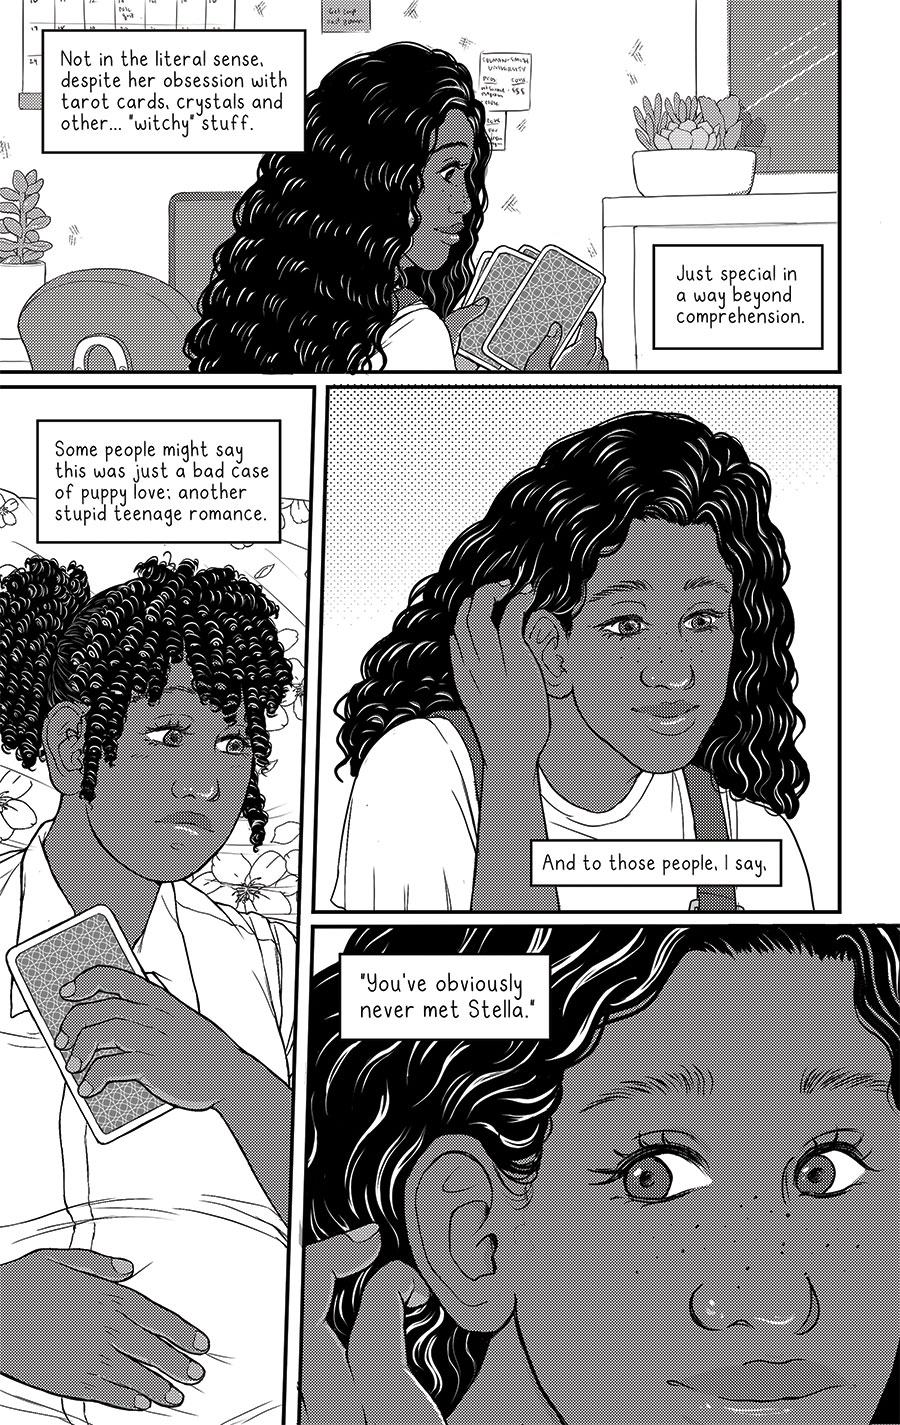 Not in the literal sense,
despite her obsession with
tarot cards, crystals and
other... "witchy" stuff.
Just special in
a way beyond
comprehension.
Some people might say
this was just a bad case
of puppy love; another
stupid teenage romance.
And to those people, I say,
"You've obviously
never met Stella."